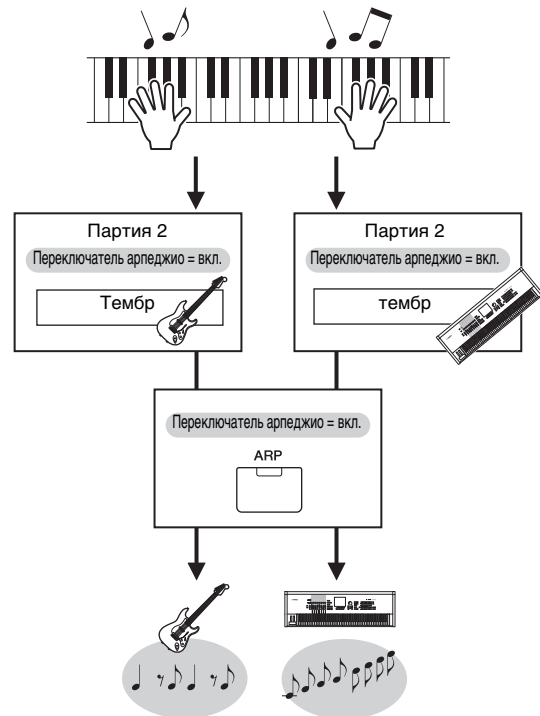 Партия 2
Переключатель арпеджио = вкл.
Тембр
Партия 2
Переключатель арпеджио = вкл.
тембр
Переключатель арпеджио = вкл.
ARP